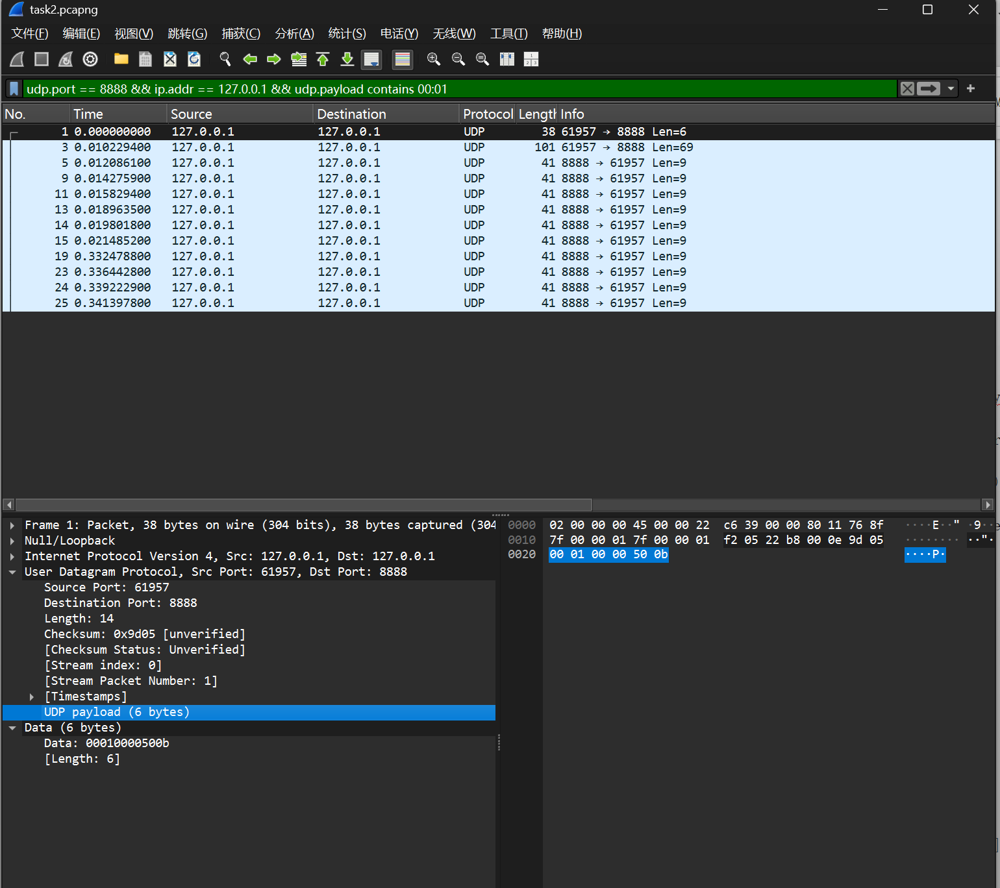 task2.pcapng
文件(F) 编辑(E) 视图(V) 跳转(G) 捕获(C) 分析(A) 统计(S) 电话(Y) 无线(W) 工具(T) 帮助(H)
udp.port == 8888 && ip.addr == 127.0.0.1 && udp.payload contains 00:01
No. Time Source Destination Protocol Length Info
1 0.000000000 127.0.0.1 127.0.0.1 UDP 38 61957 → 8888 Len=6
3 0.010229400 127.0.0.1 127.0.0.1 UDP 101 61957 → 8888 Len=69
5 0.012086100 127.0.0.1 127.0.0.1 UDP 41 8888 → 61957 Len=9
9 0.014275900 127.0.0.1 127.0.0.1 UDP 41 8888 → 61957 Len=9
11 0.015829400 127.0.0.1 127.0.0.1 UDP 41 8888 → 61957 Len=9
13 0.018963500 127.0.0.1 127.0.0.1 UDP 41 8888 → 61957 Len=9
14 0.019801800 127.0.0.1 127.0.0.1 UDP 41 8888 → 61957 Len=9
15 0.021485200 127.0.0.1 127.0.0.1 UDP 41 8888 → 61957 Len=9
19 0.332478800 127.0.0.1 127.0.0.1 UDP 41 8888 → 61957 Len=9
23 0.336442800 127.0.0.1 127.0.0.1 UDP 41 8888 → 61957 Len=9
24 0.339222900 127.0.0.1 127.0.0.1 UDP 41 8888 → 61957 Len=9
25 0.341397800 127.0.0.1 127.0.0.1 UDP 41 8888 → 61957 Len=9
Frame 1: Packet, 38 bytes on wire (304 bits), 38 bytes captured (304
Null/Loopback
Internet Protocol Version 4, Src: 127.0.0.1, Dst: 127.0.0.1
User Datagram Protocol, Src Port: 61957, Dst Port: 8888
Source Port: 61957
Destination Port: 8888
Length: 14
Checksum: 0x9d05 [unverified]
[Checksum Status: Unverified]
[Stream index: 0]
[Stream Packet Number: 1]
[Timestamps]
UDP payload (6 bytes)
Data (6 bytes)
Data: 00010000500b
[Length: 6]
0000 02 00 00 00 45 00 00 22 c6 39 00 00 80 11 76 8f ····E··" ·9··
0010 7f 00 00 01 7f 00 00 01 f2 05 22 b8 00 0e 9d 05 ········ ··"·
0020 00 01 00 00 50 0b ····P·